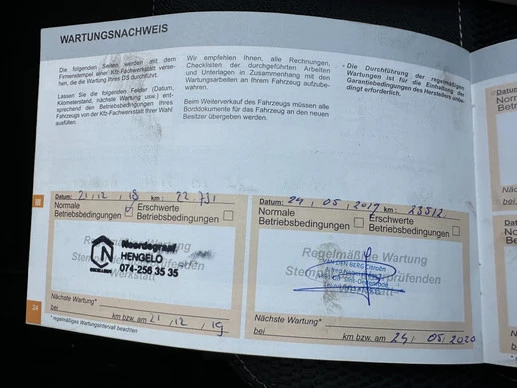 WARTUNGSNACHWEIS
Die folgenden Seiten werden mit dem
Firmenstempel einer Kfz-Fachwerkstatt verse-
hen, die die Wartung Ihres DS durchführt.
Lassen Sie die folgenden Felder (Datum,
Kilometerstand, nächste Wartung usw.) ent-
sprechend den Betriebsbedingungen Ihres
Fahrzeugs von der Kfz-Fachwerkstatt Ihrer Wahl
ausfüllen.
Wir empfehlen Ihnen, alle Rechnungen,
Checklisten der durchgeführten Arbeiten
und Unterlagen in Zusammenhang mit den
Wartungsarbeiten an Ihrem Fahrzeug aufzube-
wahren.
Beim Weiterverkauf des Fahrzeugs müssen alle
Borddokumente für das Fahrzeug an den neuen
Besitzer übergeben werden.
- Die Durchführung der regelmäßigen
Wartungen ist für die Einhaltung der
Garantiebedingungen des Herstellers unbe-
dingt erforderlich.
Datum: 21, 12, 18 km: 22
Normale
Betriebsbedingungen
Erschwerte
Betriebsbedingungen
Noordegraaf
HENGELO
074-256 35 35
Nächste Wartung*
bei km bzw. am 21, 12, 19
* regelmäßiges Wartungsintervall beachten
Datum: 24, 05, 2019 km: 23512
Normale
Betriebsbedingungen
Erschwerte
Betriebsbedingungen
Regelmäßige Wartung
VAN DEN BERG Citroën
Nächste Wartung*
bei km bzw. am 24, 05, 2020
24